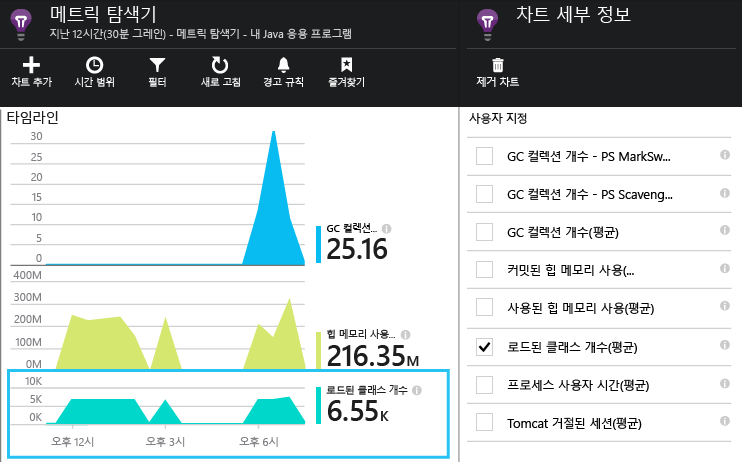 메트릭 탐색기
지난 12시간(30분 그레인) - 메트릭 탐색기 - 내 Java 응용 프로그램
차트 추가
시간 범위
필터
새로 고침
경고 규칙
즐겨찾기
타임라인
30
25
20
15
10
5
0
GC 컬렉션...
25.16
400M
300M
200M
100M
0M
힙 메모리 사용...
216.35M
10K
5K
0K
로드된 클래스 개수
6.55K
오후 12시
오후 3시
오후 6시
차트 세부 정보
제거 차트
사용자 지정
GC 컬렉션 개수 - PS MarkSw...
GC 컬렉션 개수 - PS Scaveng...
GC 컬렉션 개수(평균)
커밋된 힙 메모리 사용(...
사용된 힙 메모리 사용(평균)
로드된 클래스 개수(평균)
프로세스 사용자 시간(평균)
Tomcat 거절된 세션(평균)